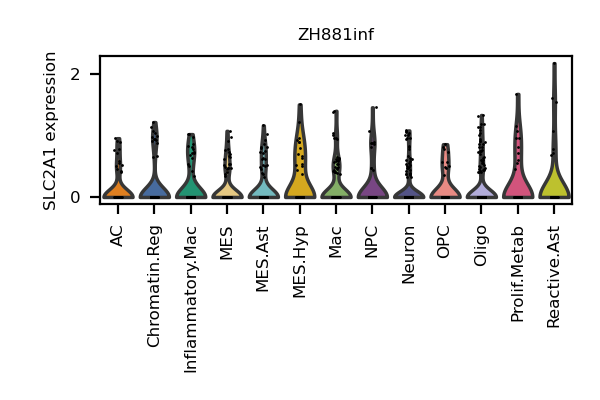 ZH881inf
SLC2A1 expression
2
0
AC
Chromatin.Reg
Inflammatory.Mac
MES
MES.Ast
MES.Hyp
Mac
NPC
Neuron
OPC
Oligo
Prolif.Metab
Reactive.Ast